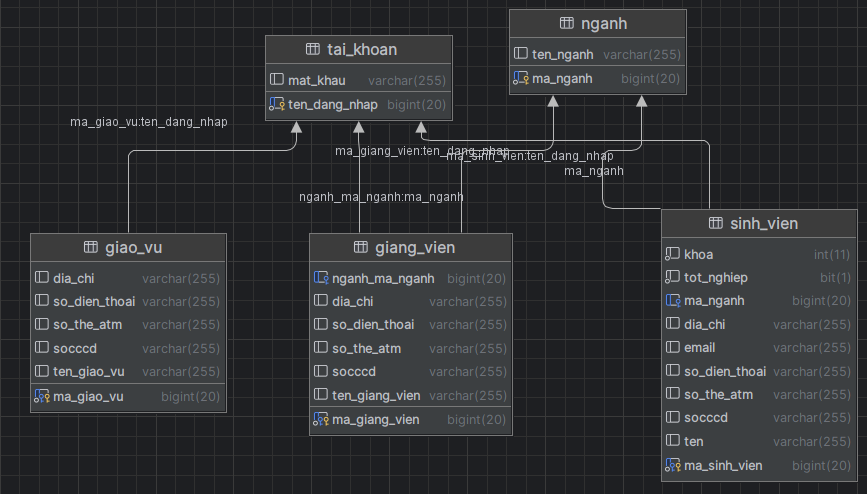 nganh
ten_nganh varchar(255)
ma_nganh bigint(20)
tai_khoan
mat_khau varchar(255)
ten_dang_nhap bigint(20)
ma_giao_vu:ten_dang_nhap
ma_giang_vien:ten_dang_nhap
ma_sinh_vien:ten_dang_nhap
ma_nganh
nganh_ma_nganh:ma_nganh
giao_vu
dia_chi varchar(255)
so_dien_thoai varchar(255)
so_the_atm varchar(255)
socccd varchar(255)
ten_giao_vu varchar(255)
ma_giao_vu bigint(20)
giang_vien
nganh_ma_nganh bigint(20)
dia_chi varchar(255)
so_dien_thoai varchar(255)
so_the_atm varchar(255)
socccd varchar(255)
ten_giang_vien varchar(255)
ma_giang_vien bigint(20)
sinh_vien
khoa int(11)
tot_nghiep bit(1)
ma_nganh bigint(20)
dia_chi varchar(255)
email varchar(255)
so_dien_thoai varchar(255)
so_the_atm varchar(255)
socccd varchar(255)
ten varchar(255)
ma_sinh_vien bigint(20)